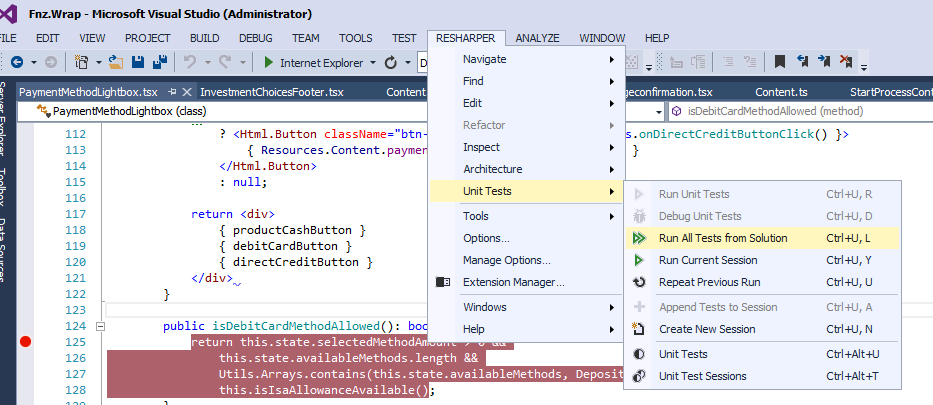 Fnz.Wrap - Microsoft Visual Studio (Administrator)
FILE EDIT VIEW PROJECT BUILD DEBUG TEAM TOOLS TEST RESHARPER ANALYZE WINDOW HELP
Internet Explorer D
PaymentMethodLightbox.tsx InvestmentChoicesFooter.tsx Content geconfirmation.tsx Content.ts StartProcessCont
PaymentMethodLightbox (class) isDebitCardMethodAllowed (method)
Server Explorer
Toolbox
Data Sources
112 ? <Html.Button className="btn- s.onDirectCreditButtonClick() }>
113 { Resources.Content.payme }
114 </Html.Button>
115 : null;
116
117 return <div>
118 { productCashButton }
119 { debitCardButton }
120 { directCreditButton }
121 </div>
122 }
123
124 public isDebitCardMethodAllowed(): boo
125 return this.state.selectedMethodAmount > 0 &&
126 this.state.availableMethods.length &&
127 Utils.Arrays.contains(this.state.availableMethods, Deposit
128 this.isIsaAllowanceAvailable();
129 }
Navigate
Find
Edit
Refactor
Inspect
Architecture
Unit Tests
Tools
Options...
Manage Options...
Extension Manager...
Windows
Help
Run Unit Tests Ctrl+U, R
Debug Unit Tests Ctrl+U, D
Run All Tests from Solution Ctrl+U, L
Run Current Session Ctrl+U, Y
Repeat Previous Run Ctrl+U, U
Append Tests to Session Ctrl+U, A
Create New Session Ctrl+U, N
Unit Tests Ctrl+Alt+U
Unit Test Sessions Ctrl+Alt+T